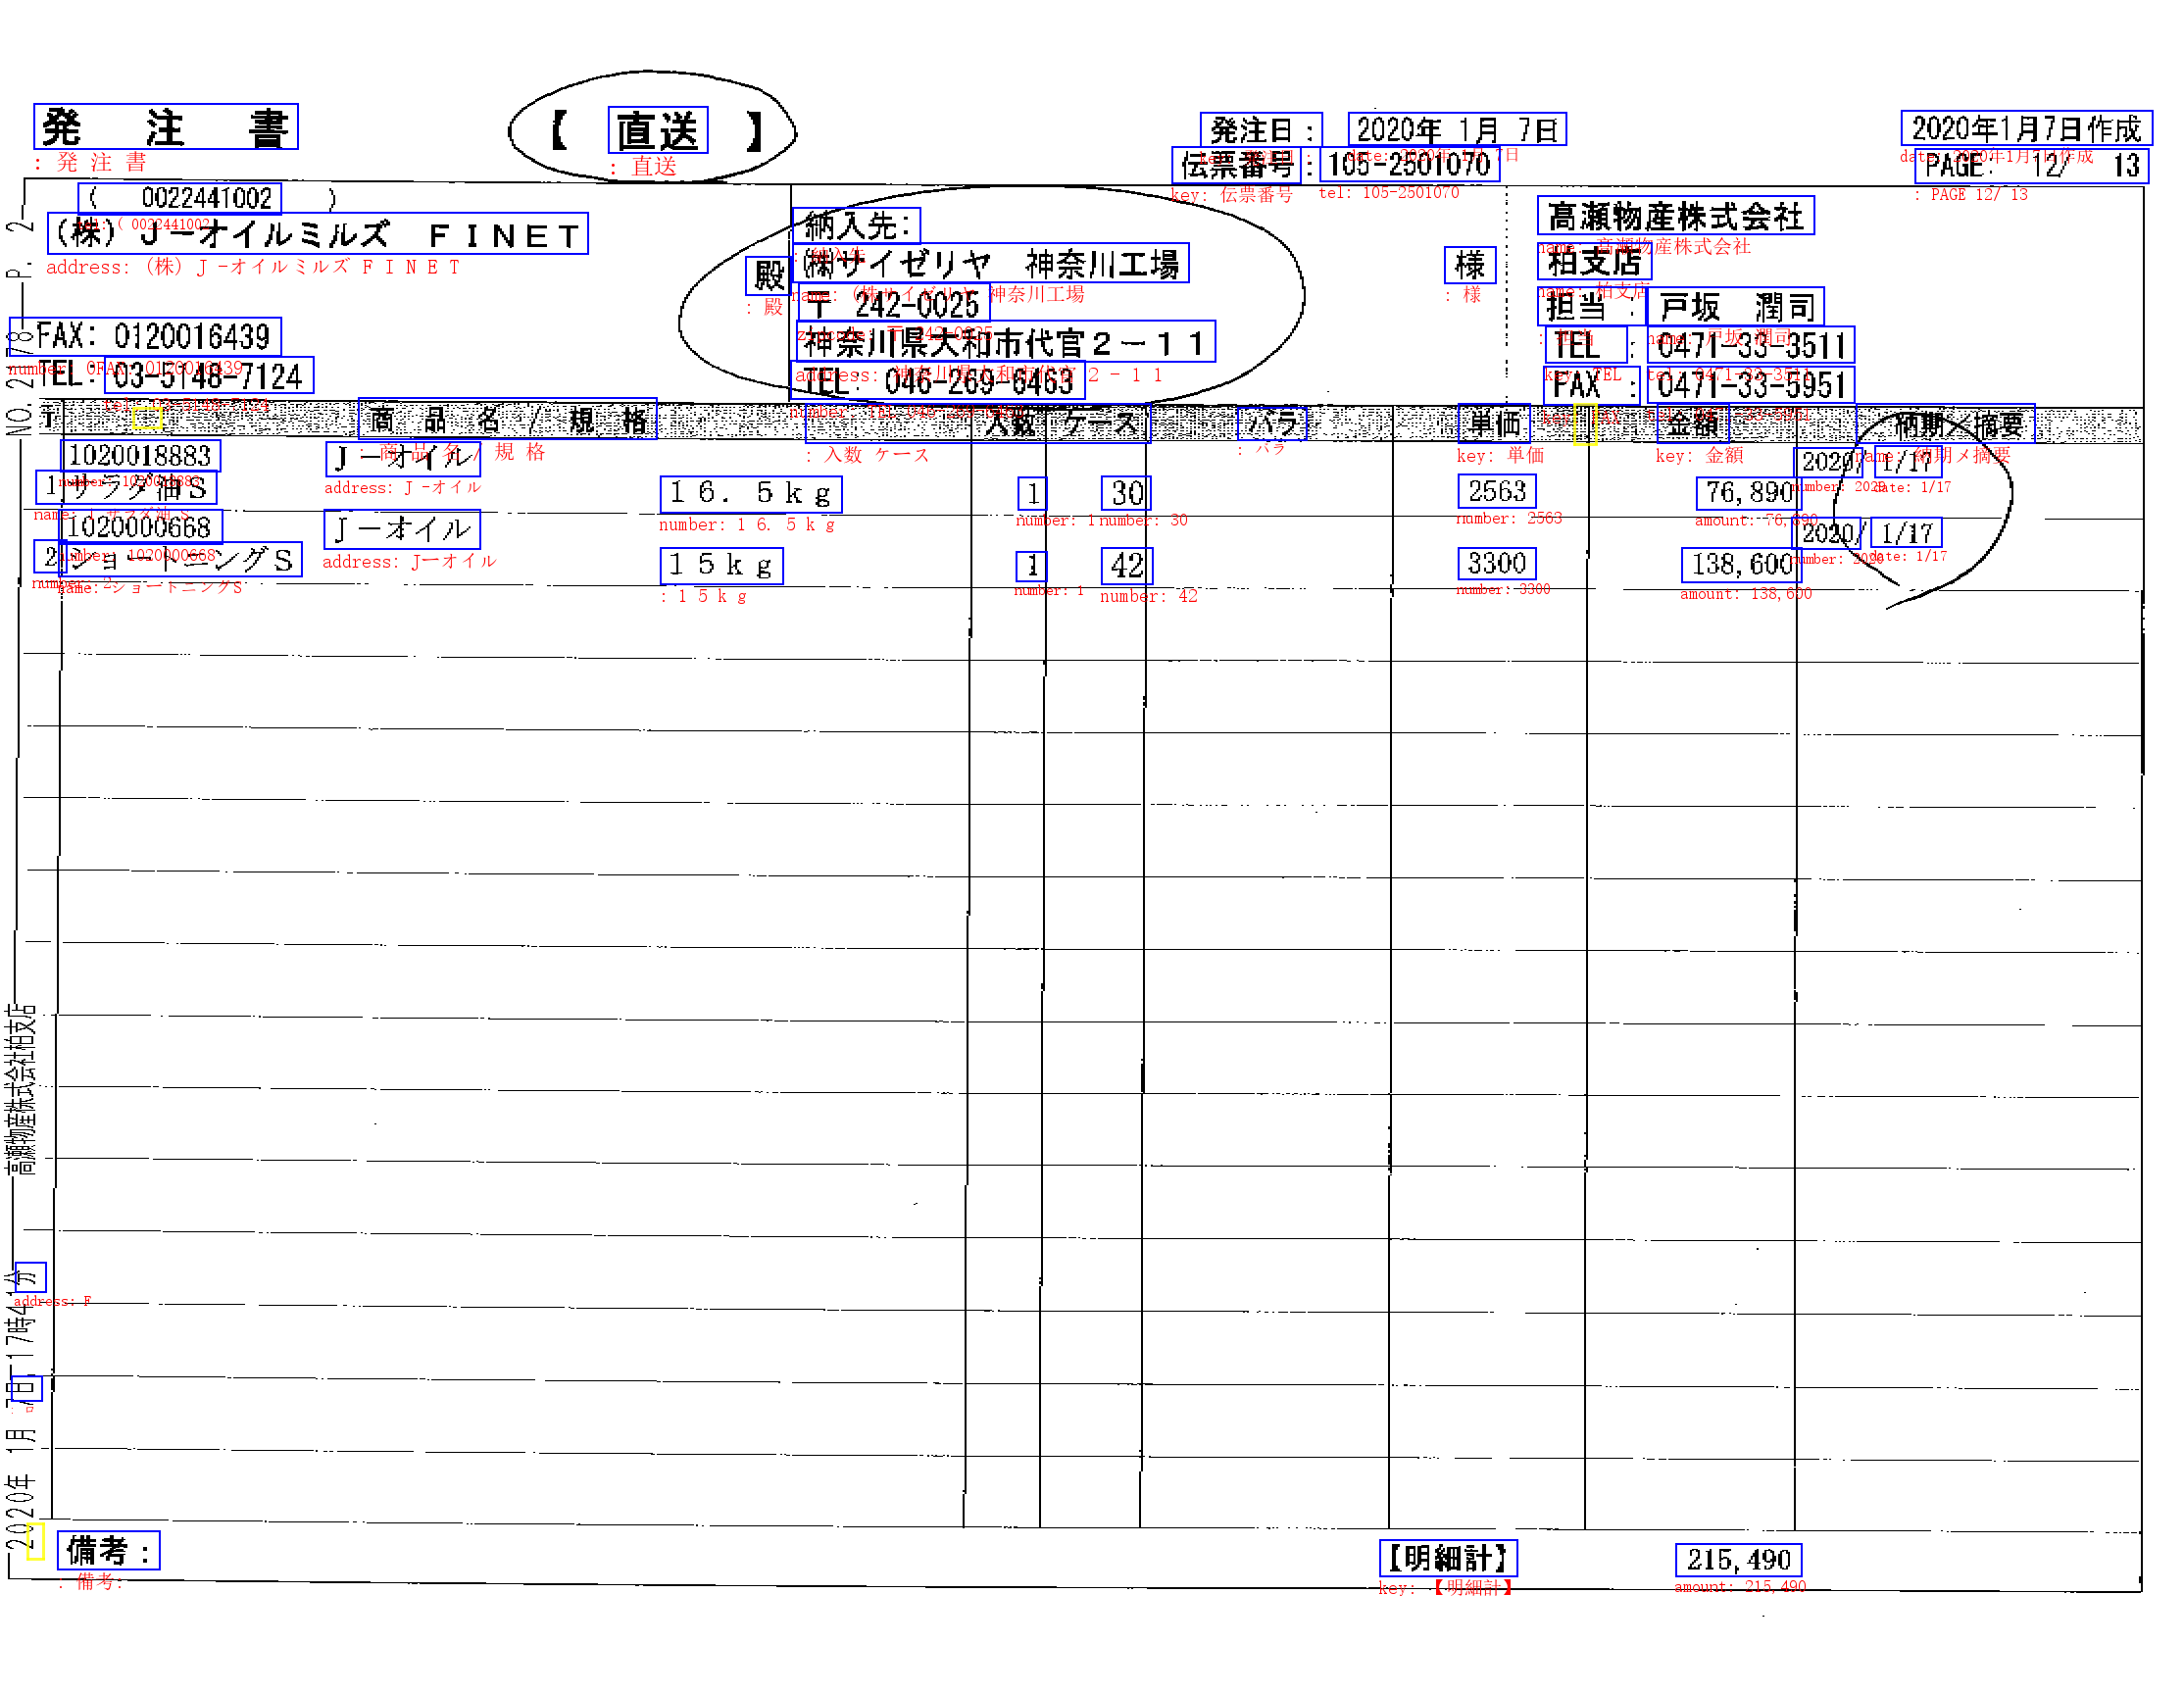 発 注 書 【 直送 】 発注日: 2020年 1月 7日 2020年1月7日作成
: 発 注 書 : 直送 date: 2020年 1月 7日 date: 2020年1月7日作成
伝票番号: 105-2501070 PAGE: 12/ 13
key: 伝票番号 tel: 105-2501070 : PAGE 12/ 13
( 0022441002 )
(株) J-オイルミルズ FINET 殿
address: (株) J -オイルミルズ F I N E T : 殿
FAX: 0120016439
number: 0FAX: 0120016439
TEL: 03-5148-7124
tel: 03-5148-7124
納入先:
: 納入先
(株)サイゼリヤ 神奈川工場 様
name: (株サイゼリヤ 神奈川工場 : 様
〒 242-0025
zipcode: 〒 242-0025
神奈川県大和市代官2-11
address: 神奈川県大和市代官 2 - 1 1
TEL: 046-269-6463
高瀬物産株式会社
name: 高瀬物産株式会社
柏支店
name: 柏支店
担当 : 戸坂 潤司
: 担当 name: 戸坂 潤司
TEL : 0471-33-3511
key: TEL tel: 0471-33-3511
FAX : 0471-33-5951
key: FAX tel: 0471-33-5951
商 品 名 / 規 格 入数 ケース バラ 単価 金額 納期/摘要
: 商 品 名 / 規 格 : 入数 ケース : バラ key: 単価 key: 金額 name: 納期メ摘要
1020018883 J-オイル 2020/ 1/17
number: 1020018883 address: J -オイル number: 2020 date: 1/17
1 サラダ油S 16.5kg 1 30 2563 76,890
name: 1 サラダ油 S number: 1 6. 5 k g number: 1 number: 30 number: 2563 amount: 76,890
1020000668 J-オイル 2020/ 1/17
number: 1020000668 address: Jーオイル number: 2020 date: 1/17
2 ショートニングS 15kg 1 42 3300 138,600
number: 2 name: ショートニングS : 1 5 k g number: 1 number: 42 number: 3300 amount: 138,600
備考: 【明細計】 215,490
: 備考: key: 【明細計】 amount: 215,490
2020年 1月 7日 17時41分 高瀬物産株式会社柏支店 NO. 2178 P. 2
address: F